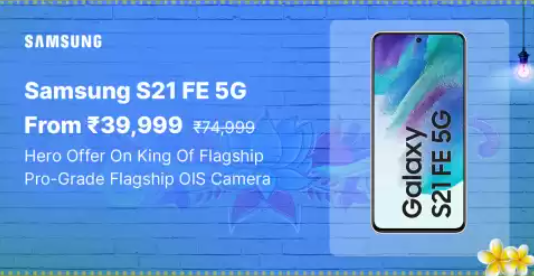 SAMSUNG
Samsung S21 FE 5G
From ₹39,999 ₹74,999
Hero Offer On King Of Flagship
Pro-Grade Flagship OIS Camera
Galaxy
S21 FE 5G